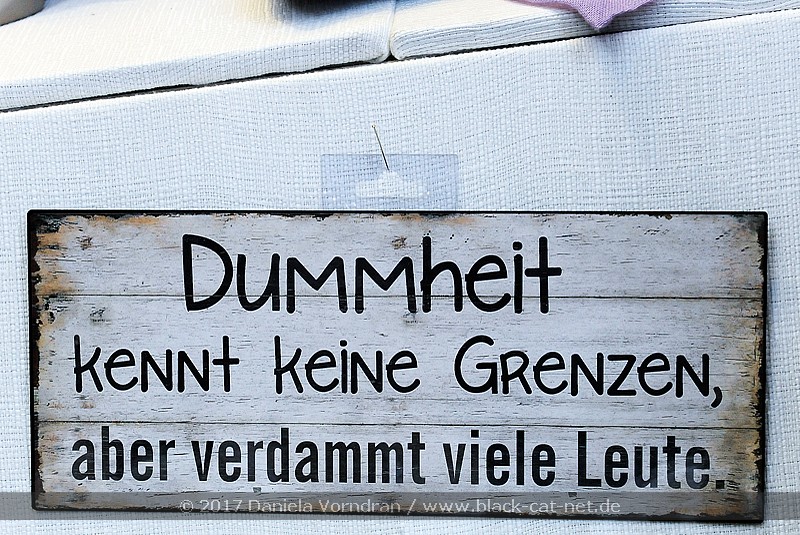 Dummheit
kennt keine Grenzen,
aber verdammt viele Leute.
© 2017 Daniela Vorndran / www.black-cat-net.de